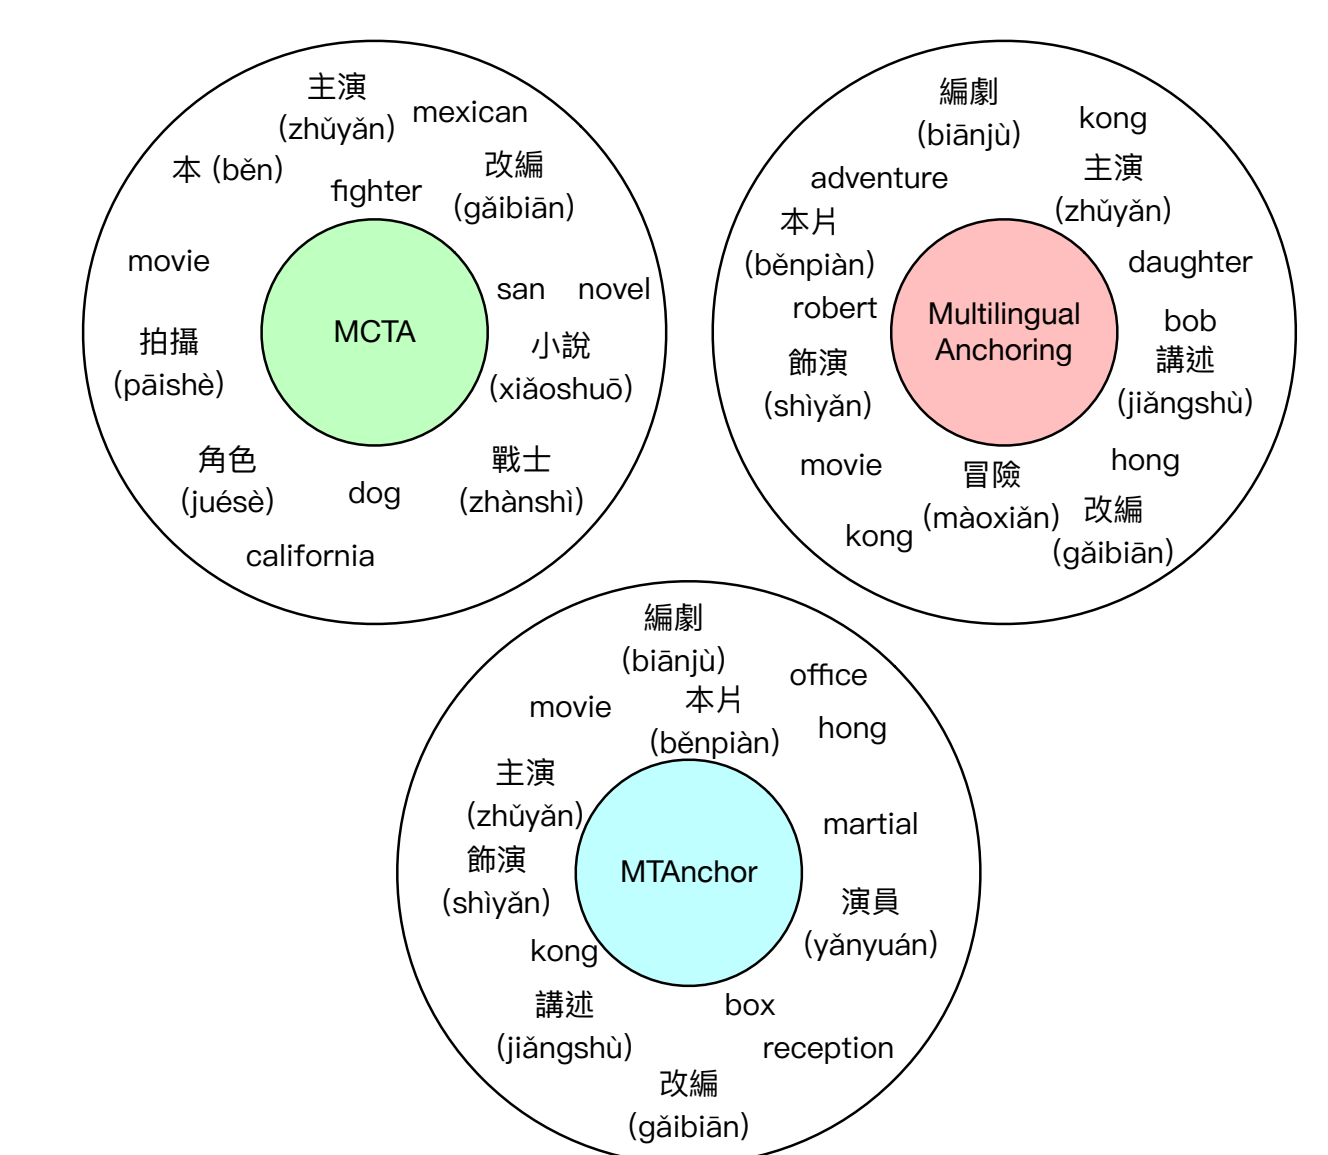 主演
(zhǔyǎn)
mexican
本 (běn)
改編
(gǎibiān)
fighter
movie
san
novel
MCTA
拍攝
(pāishè)
小說
(xiǎoshuō)
角色
(juésè)
dog
戰士
(zhànshì)
california
編劇
(biānjù)
kong
adventure
主演
(zhǔyǎn)
本片
(běnpiàn)
daughter
robert
Multilingual
Anchoring
bob
飾演
(shìyǎn)
講述
(jiǎngshù)
movie
冒險
(màoxiǎn)
hong
kong
改編
(gǎibiān)
編劇
(biānjù)
office
movie
本片
(běnpiàn)
hong
主演
(zhǔyǎn)
martial
飾演
(shìyǎn)
MTAnchor
演員
(yǎnyuán)
kong
講述
(jiǎngshù)
box
reception
改編
(gǎibiān)